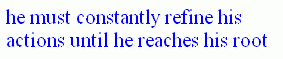 he must constantly refine his
actions until he reaches his root